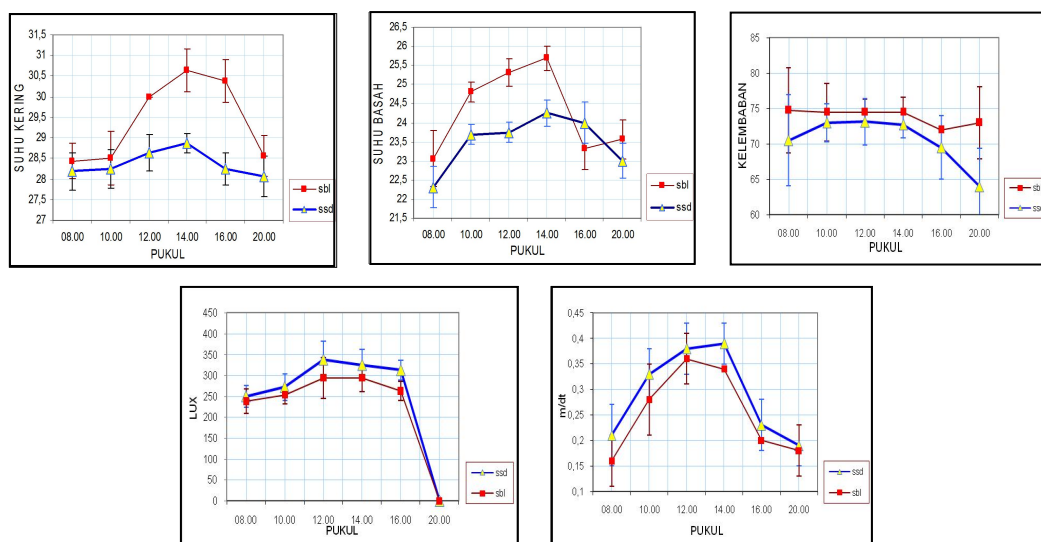 31,5
31
30,5
30
29,5
29
28,5
28
27,5
27
SUHU KERING
08.00 10.00 12.00 14.00 16.00 20.00
PUKUL
sbl
ssd
26,5
26
25,5
25
24,5
24
23,5
23
22,5
22
21,5
SUHU BASAH
08.00 10.00 12.00 14.00 16.00 20.00
PUKUL
sbl
ssd
85
80
75
70
65
60
KELEMBABAN
08.00 10.00 12.00 14.00 16.00 20.00
PUKUL
sbl
ssd
450
400
350
300
250
200
150
100
50
0
LUX
08.00 10.00 12.00 14.00 16.00 20.00
PUKUL
ssd
sbl
0,45
0,4
0,35
0,3
0,25
0,2
0,15
0,1
m/dt
08.00 10.00 12.00 14.00 16.00 20.00
PUKUL
ssd
sbl